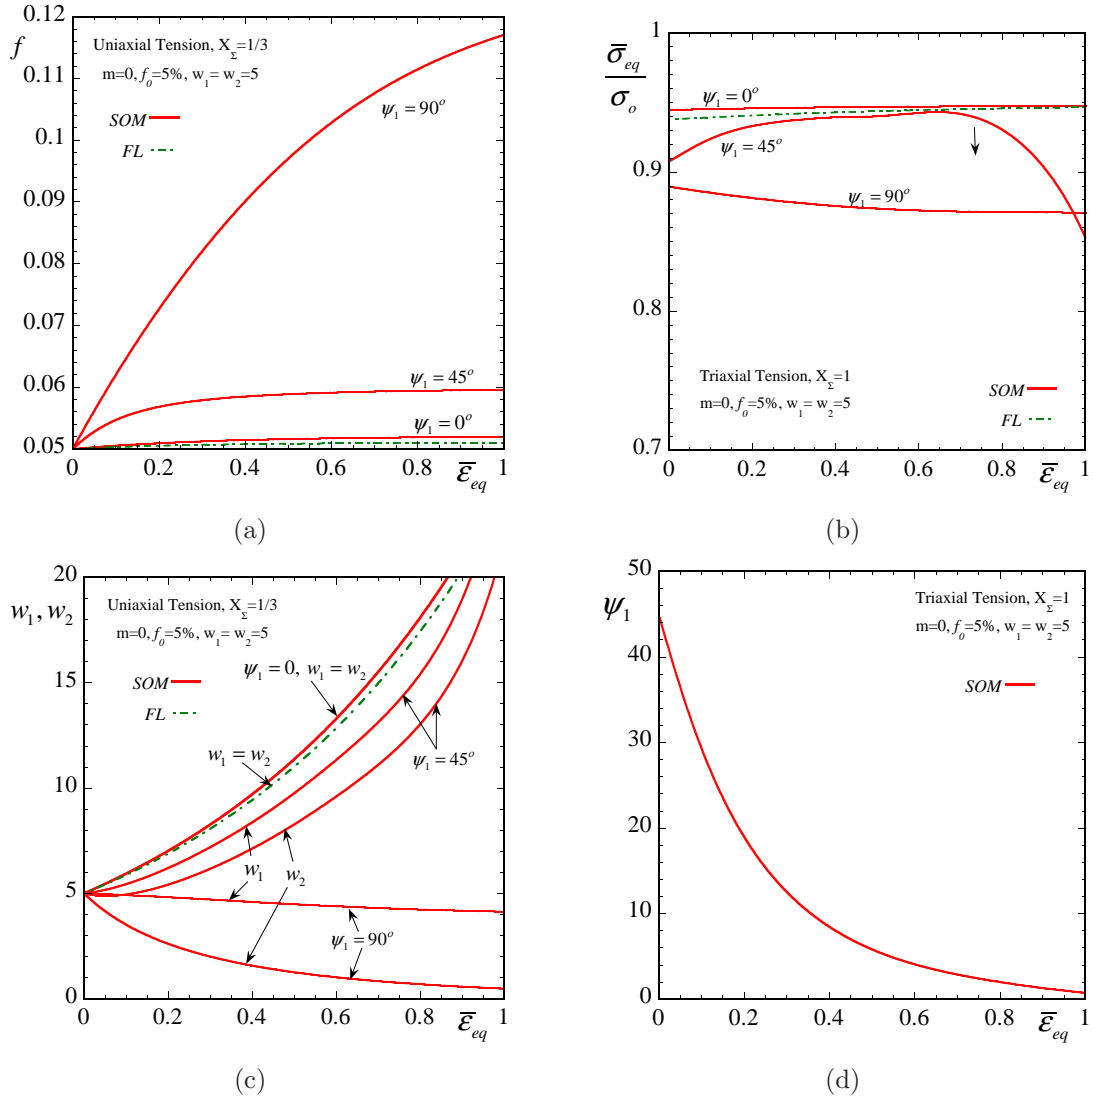 0.12
f
Uniaxial Tension, X_Σ=1/3
m=0, f_0=5%, w_1= w_2=5
0.11
ψ_1 = 90^o
SOM
FL
0.1
0.09
0.08
0.07
0.06
ψ_1 = 45^o
ψ_1 = 0^o
0.05
0 0.2 0.4 0.6 0.8 1
ε̄_eq
(a)
1
σ̄_eq
σ_o
ψ_1 = 0^o
ψ_1 = 45^o
0.9
ψ_1 = 90^o
0.8
Triaxial Tension, X_Σ=1
m=0, f_0=5%, w_1= w_2=5
SOM
FL
0.7
0 0.2 0.4 0.6 0.8 1
ε̄_eq
(b)
20
w_1, w_2
Uniaxial Tension, X_Σ=1/3
m=0, f_0=5%, w_1= w_2=5
ψ_1 = 0, w_1 = w_2
15
SOM
FL
w_1 = w_2
ψ_1 = 45^o
10
w_1
w_2
5
ψ_1 = 90^o
0
0 0.2 0.4 0.6 0.8 1
ε̄_eq
(c)
50
ψ_1
Triaxial Tension, X_Σ=1
m=0, f_0=5%, w_1= w_2=5
40
SOM
30
20
10
0
0 0.2 0.4 0.6 0.8 1
ε̄_eq
(d)